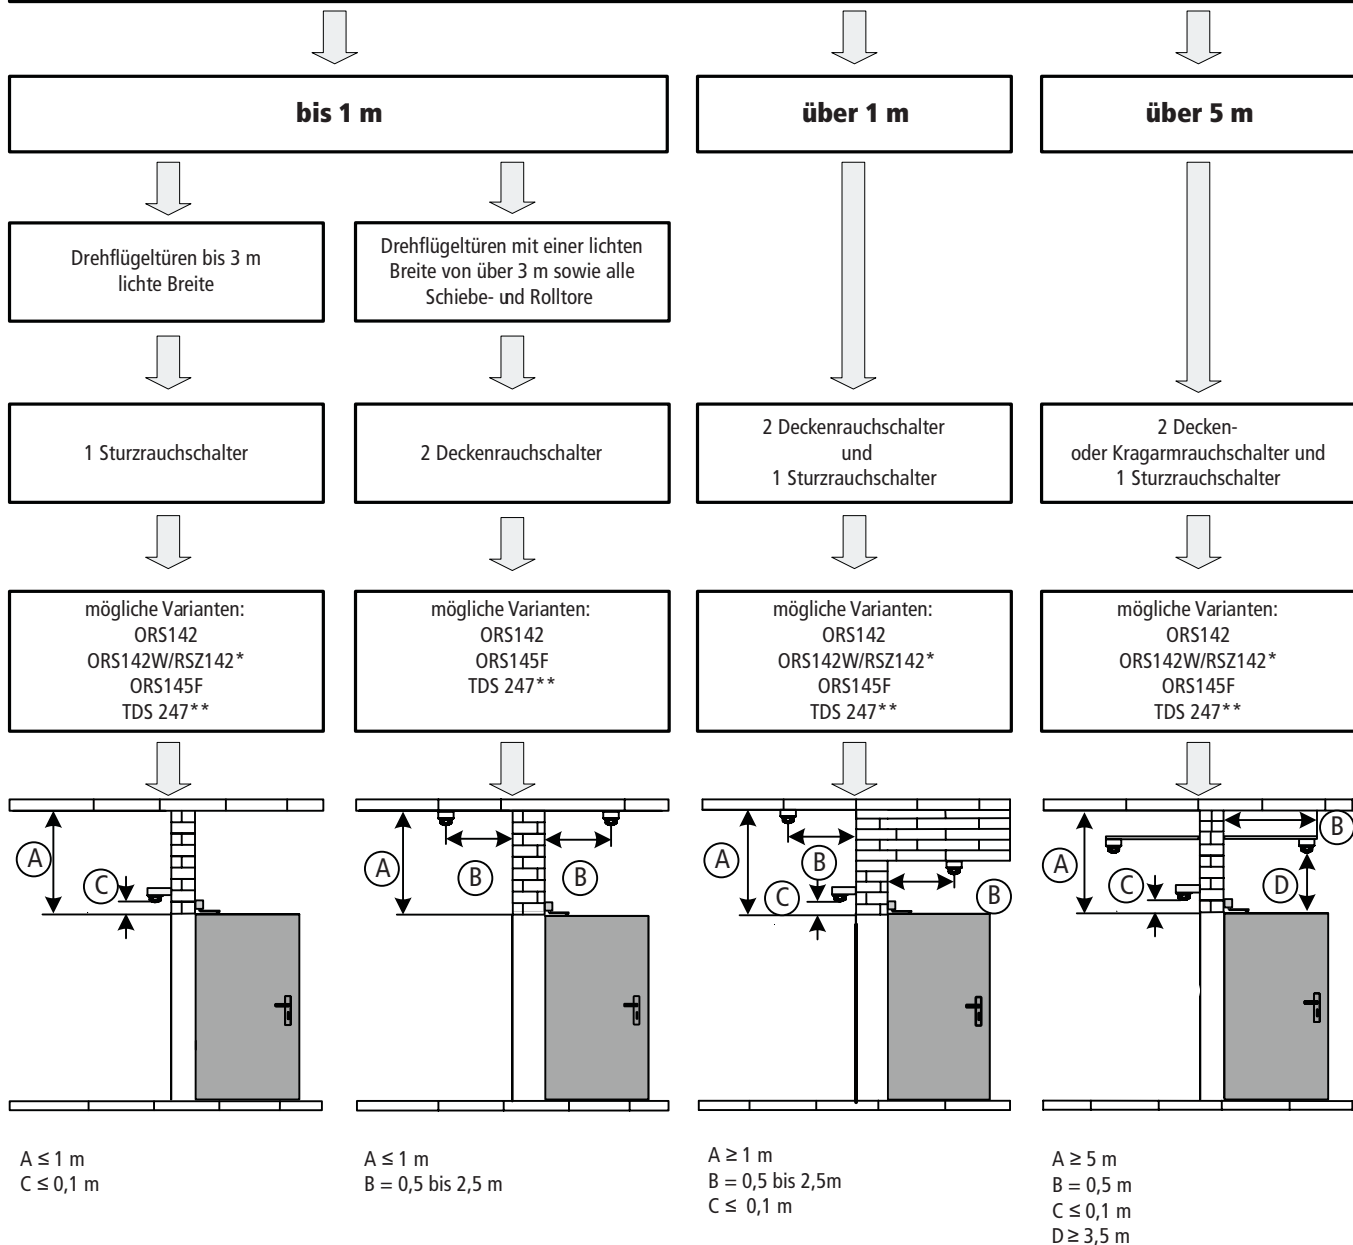 bis 1 m
über 1 m
über 5 m
Drehflügeltüren bis 3 m
lichte Breite
Drehflügeltüren mit einer lichten
Breite von über 3 m sowie alle
Schiebe- und Rolltore
1 Sturzrauchschalter
2 Deckenrauchschalter
2 Deckenrauchschalter
und
1 Sturzrauchschalter
2 Decken-
oder Kragarmrauchschalter und
1 Sturzrauchschalter
mögliche Varianten:
ORS142
ORS142W/RSZ142*
ORS145F
TDS 247**
mögliche Varianten:
ORS142
ORS145F
TDS 247**
mögliche Varianten:
ORS142
ORS142W/RSZ142*
ORS145F
TDS 247**
mögliche Varianten:
ORS142
ORS142W/RSZ142*
ORS145F
TDS 247**
A
C
A
B
B
A
B
C
B
A
B
C
D
A ≤ 1 m
C ≤ 0,1 m
A ≤ 1 m
B = 0,5 bis 2,5 m
A ≥ 1 m
B = 0,5 bis 2,5m
C ≤ 0,1 m
A ≥ 5 m
B = 0,5 m
C ≤ 0,1 m
D ≥ 3,5 m